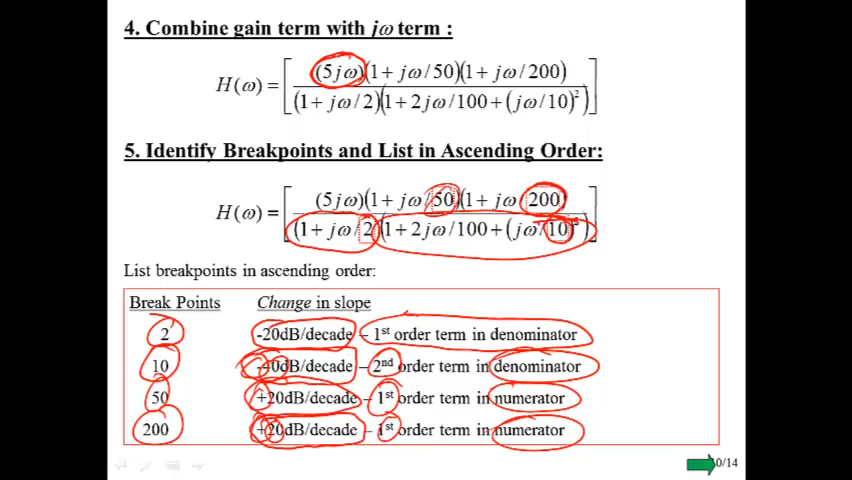 4. Combine gain term with jω term :
H(ω) = [ (5jω)(1 + jω/50)(1 + jω/200)
(1 + jω/2)(1 + 2jω/100 + (jω/10)²) ]
5. Identify Breakpoints and List in Ascending Order:
H(ω) = [ (5jω)(1 + jω/50)(1 + jω 200)
(1 + jω/2)(1 + 2jω/100 + (jω/10)²) ]
List breakpoints in ascending order:
Break Points Change in slope
2 -20dB/decade – 1st order term in denominator
10 -40dB/decade – 2nd order term in denominator
50 +20dB/decade – 1st order term in numerator
200 +20dB/decade – 1st order term in numerator
10/14